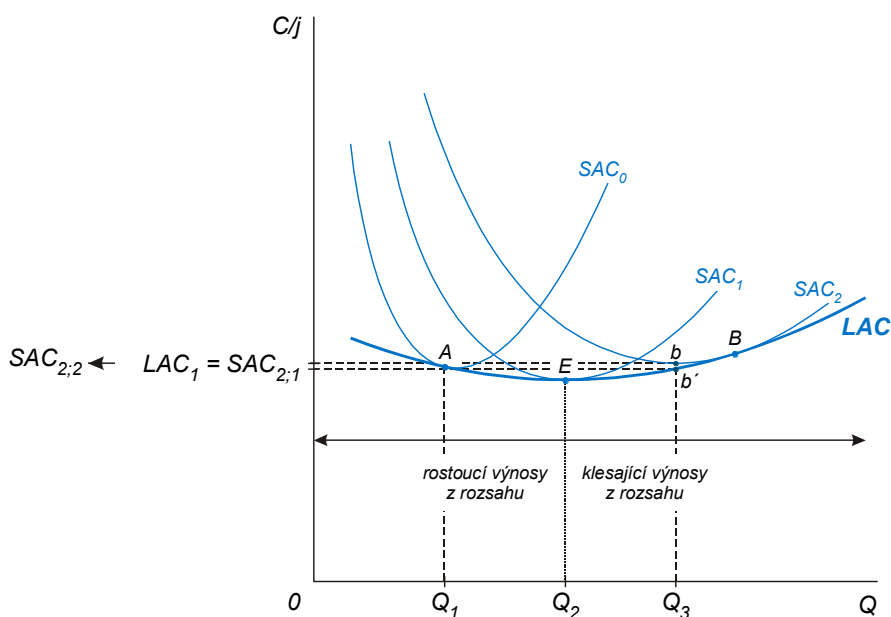 C/j
SAC₀
SAC₁
SAC₂
LAC
A
E
b
B
b´
SAC₂;₂
LAC₁ = SAC₂;₁
rostoucí výnosy
z rozsahu
klesající výnosy
z rozsahu
0
Q₁
Q₂
Q₃
Q